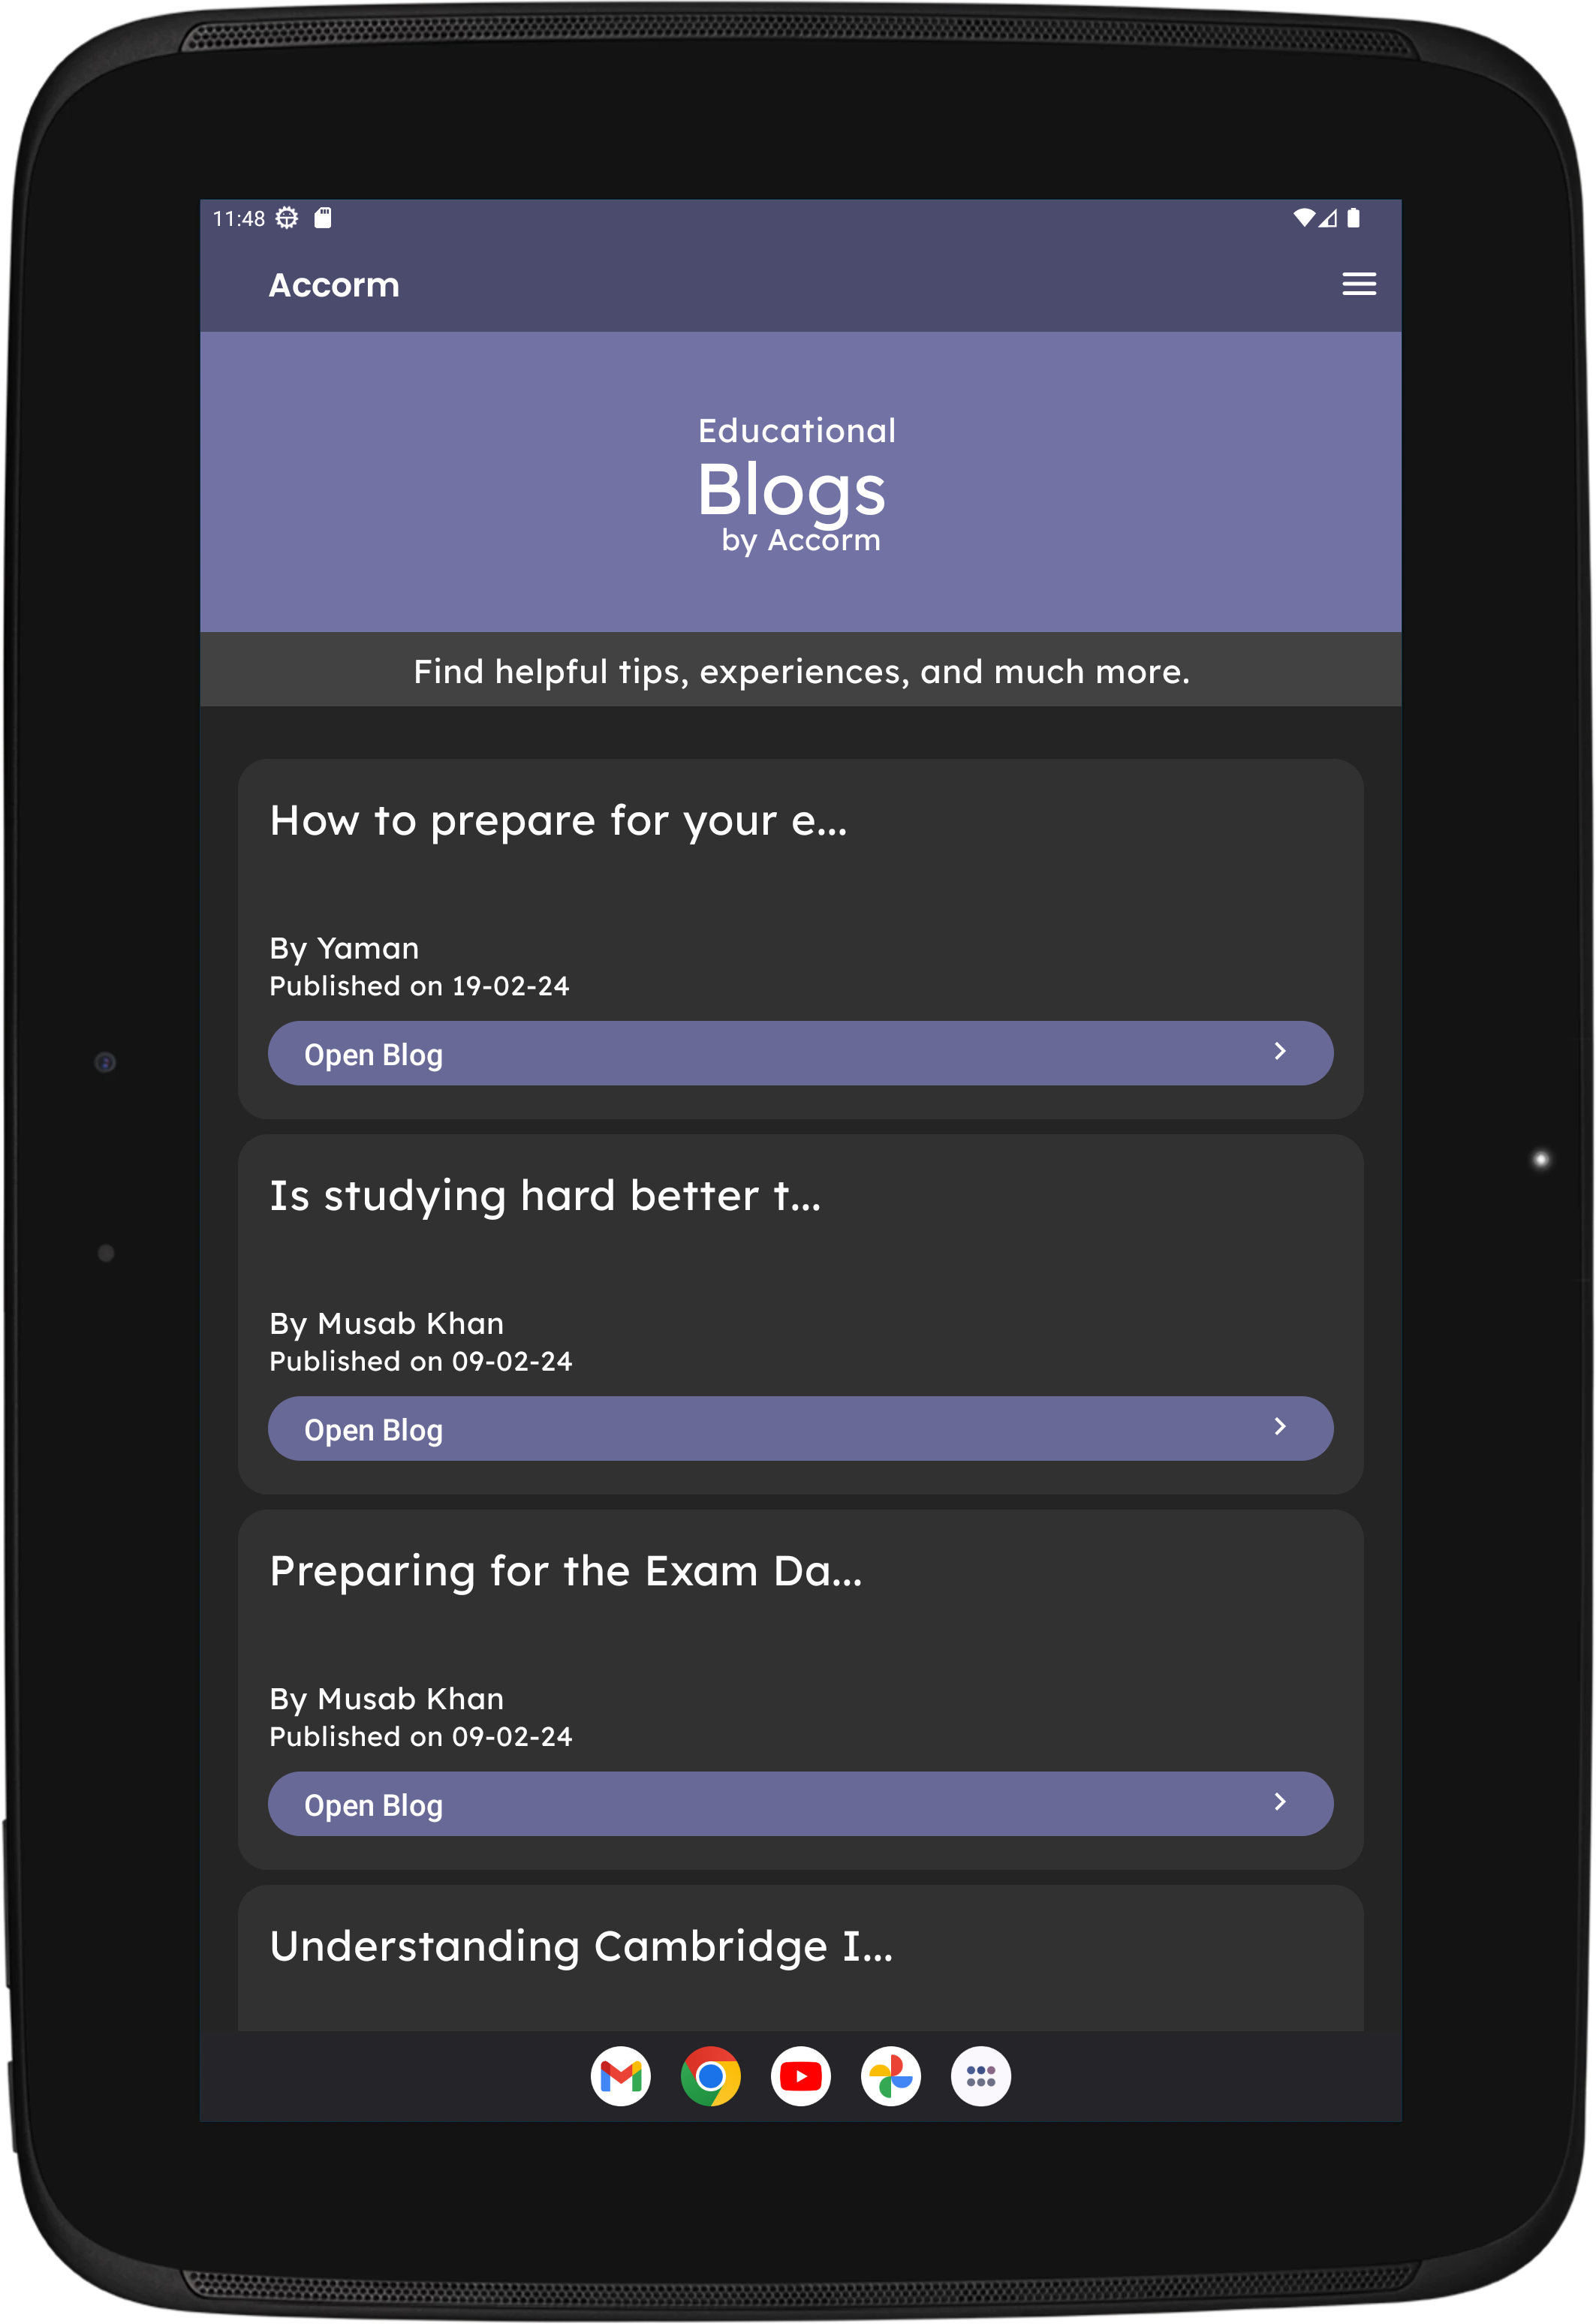 11:48
Accorm
Educational
Blogs
by Accorm
Find helpful tips, experiences, and much more.
How to prepare for your e...
By Yaman
Published on 19-02-24
Open Blog
Is studying hard better t...
By Musab Khan
Published on 09-02-24
Open Blog
Preparing for the Exam Da...
By Musab Khan
Published on 09-02-24
Open Blog
Understanding Cambridge I...